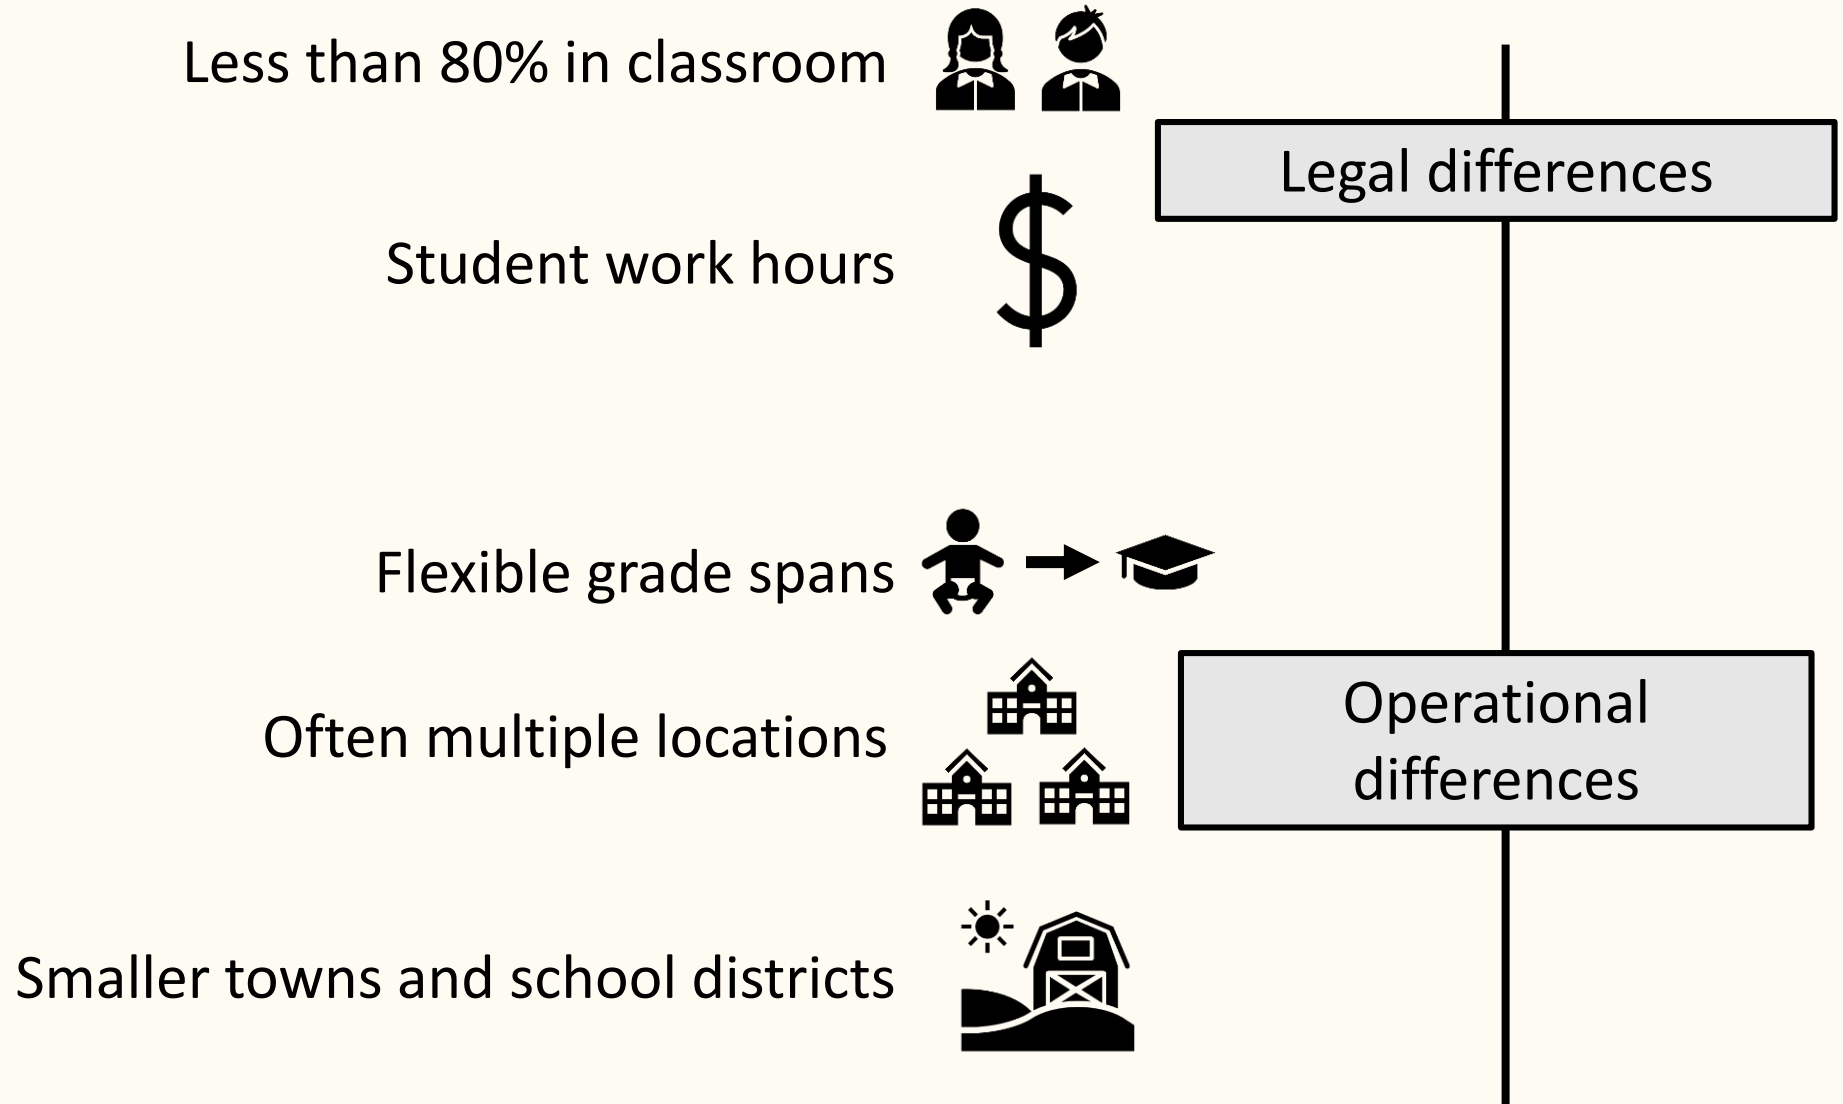 Less than 80% in classroom
Legal differences
Student work hours
$
Flexible grade spans
Often multiple locations
Operational
differences
Smaller towns and school districts